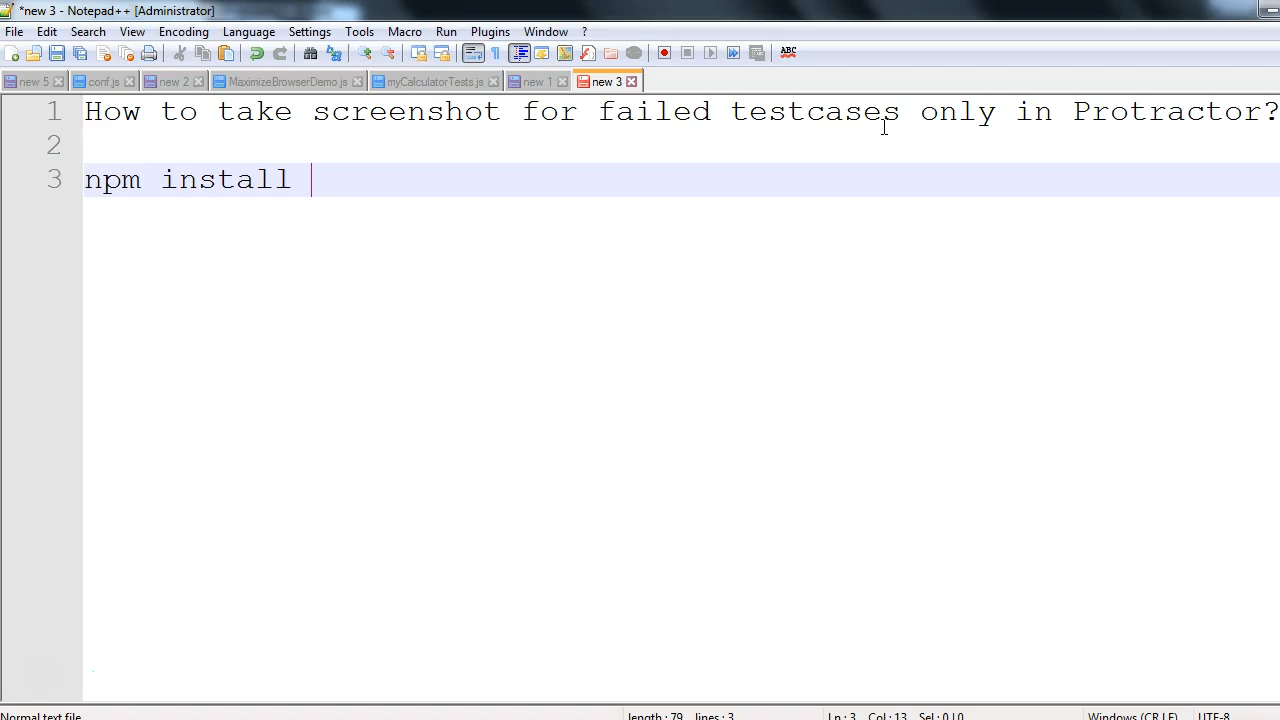 *new 3 - Notepad++ [Administrator]
File Edit Search View Encoding Language Settings Tools Macro Run Plugins Window ?
ABC
new 5 conf.js new 2 MaximizeBrowserDemo.js myCalculatorTests.js new 1 new 3
1 How to take screenshot for failed testcases only in Protractor?
2
3 npm install
Normal text file length : 79 lines : 3 Ln : 3 Col : 13 Sel : 0 | 0 Windows (CR LF) UTF-8